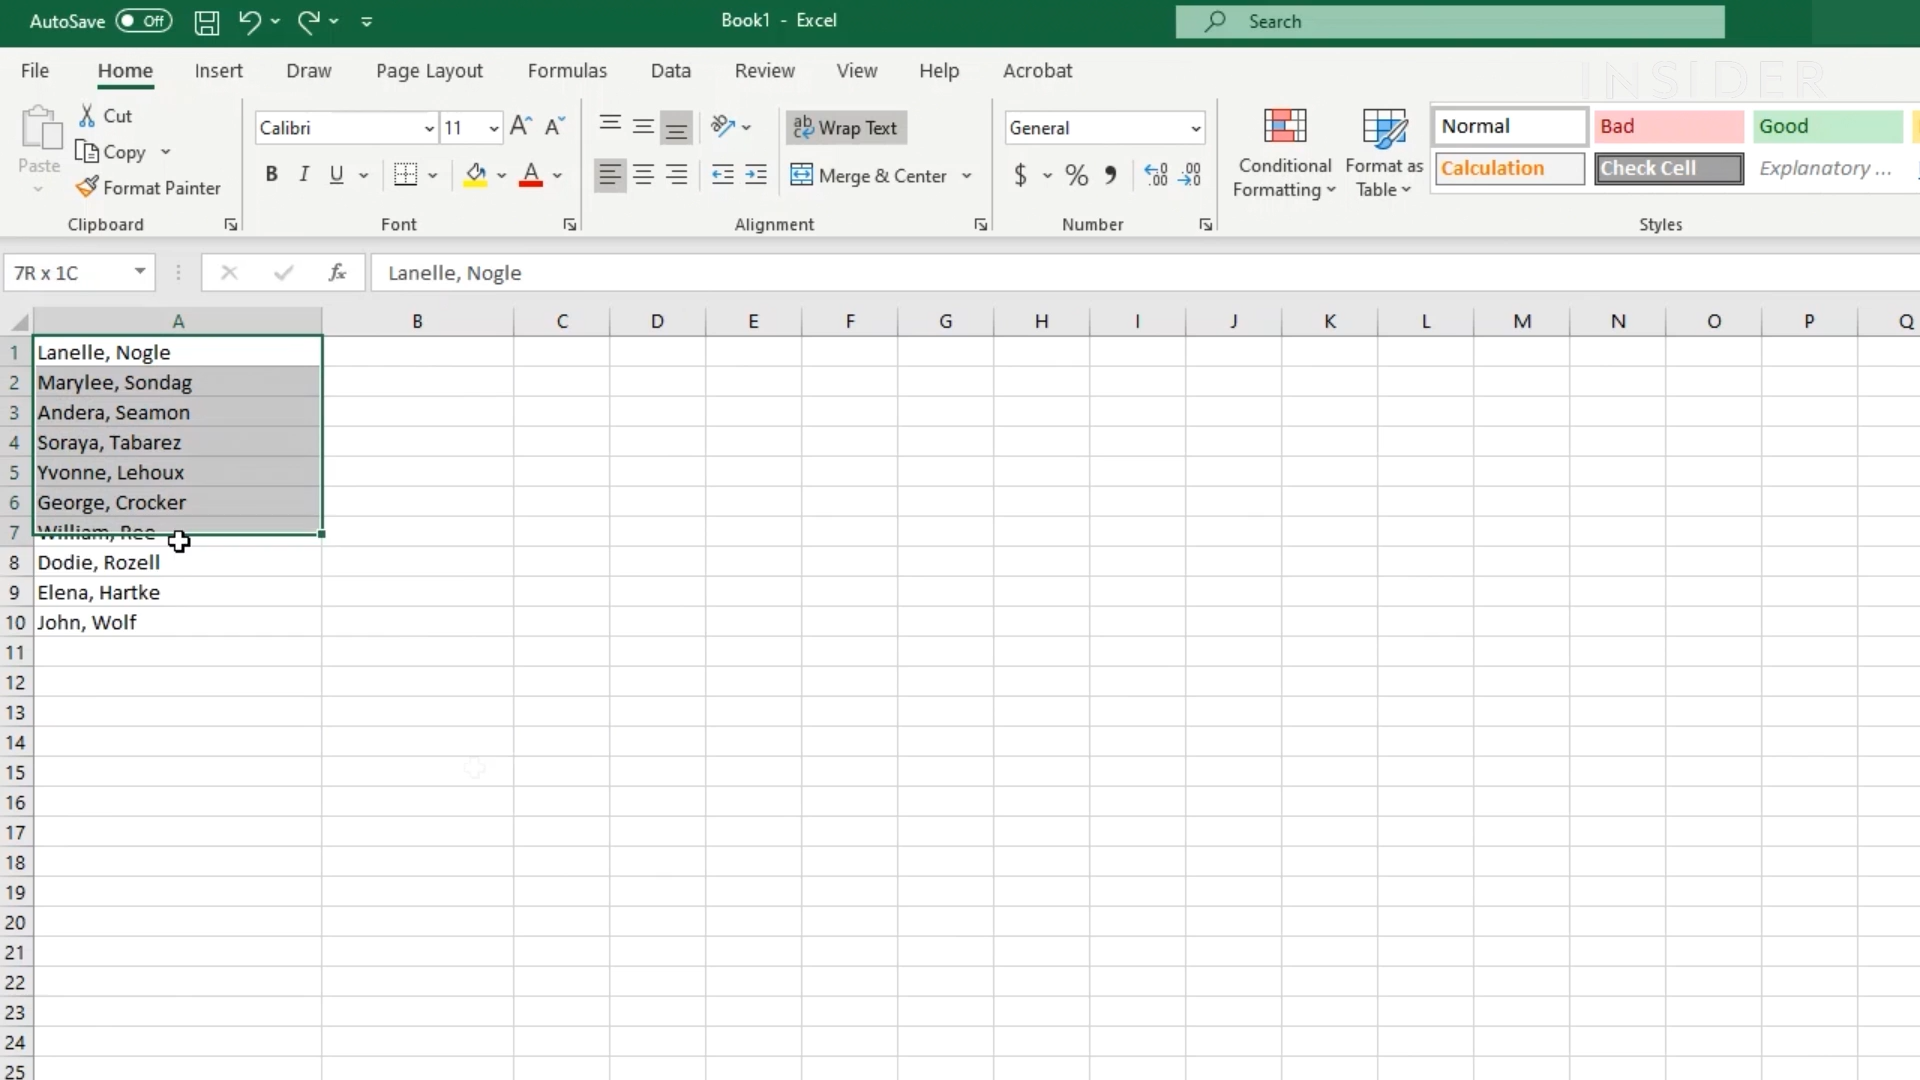 AutoSave Off Book1 - Excel Search
File Home Insert Draw Page Layout Formulas Data Review View Help Acrobat
INSIDER
Paste Cut Copy Format Painter
Clipboard
Calibri 11
B I U A
Font
ab Wrap Text
Merge & Center
Alignment
General
$ % ,
Number
Conditional Formatting
Format as Table
Normal Bad Good
Calculation Check Cell Explanatory ...
Styles
7R x 1C fx Lanelle, Nogle
A B C D E F G H I J K L M N O P Q
1 Lanelle, Nogle
2 Marylee, Sondag
3 Andera, Seamon
4 Soraya, Tabarez
5 Yvonne, Lehoux
6 George, Crocker
7 William,
8 Dodie, Rozell
9 Elena, Hartke
10 John, Wolf
11
12
13
14
15
16
17
18
19
20
21
22
23
24
25